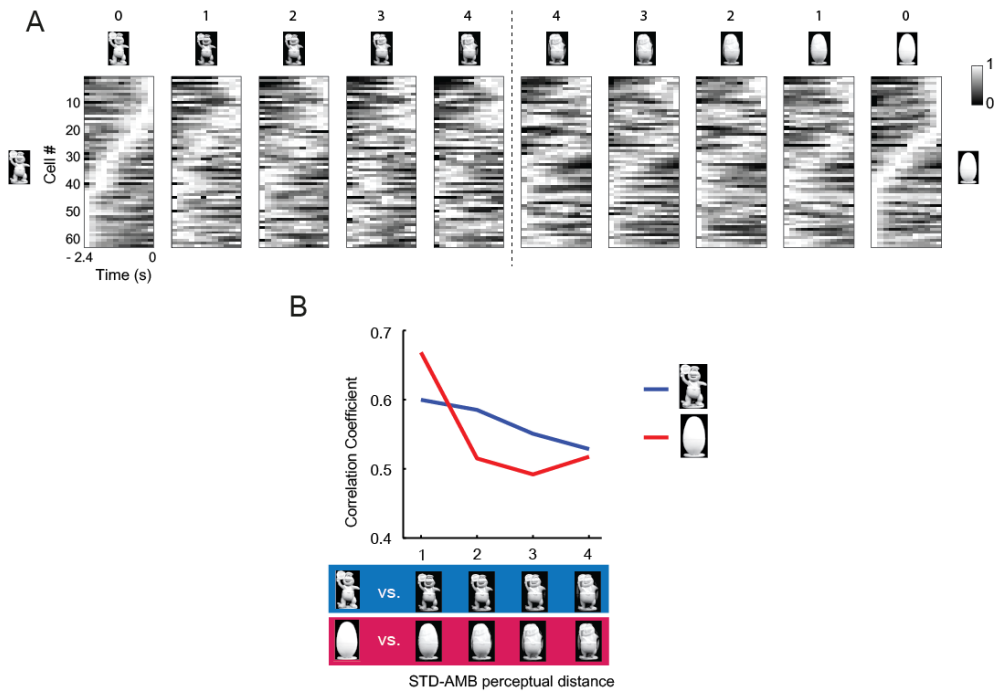 A
0 1 2 3 4 4 3 2 1 0
1
0
Cell #
10
20
30
40
50
60
- 2.4 0
Time (s)
B
Correlation Coefficient
0.7
0.6
0.5
0.4
1 2 3 4
vs.
vs.
STD-AMB perceptual distance